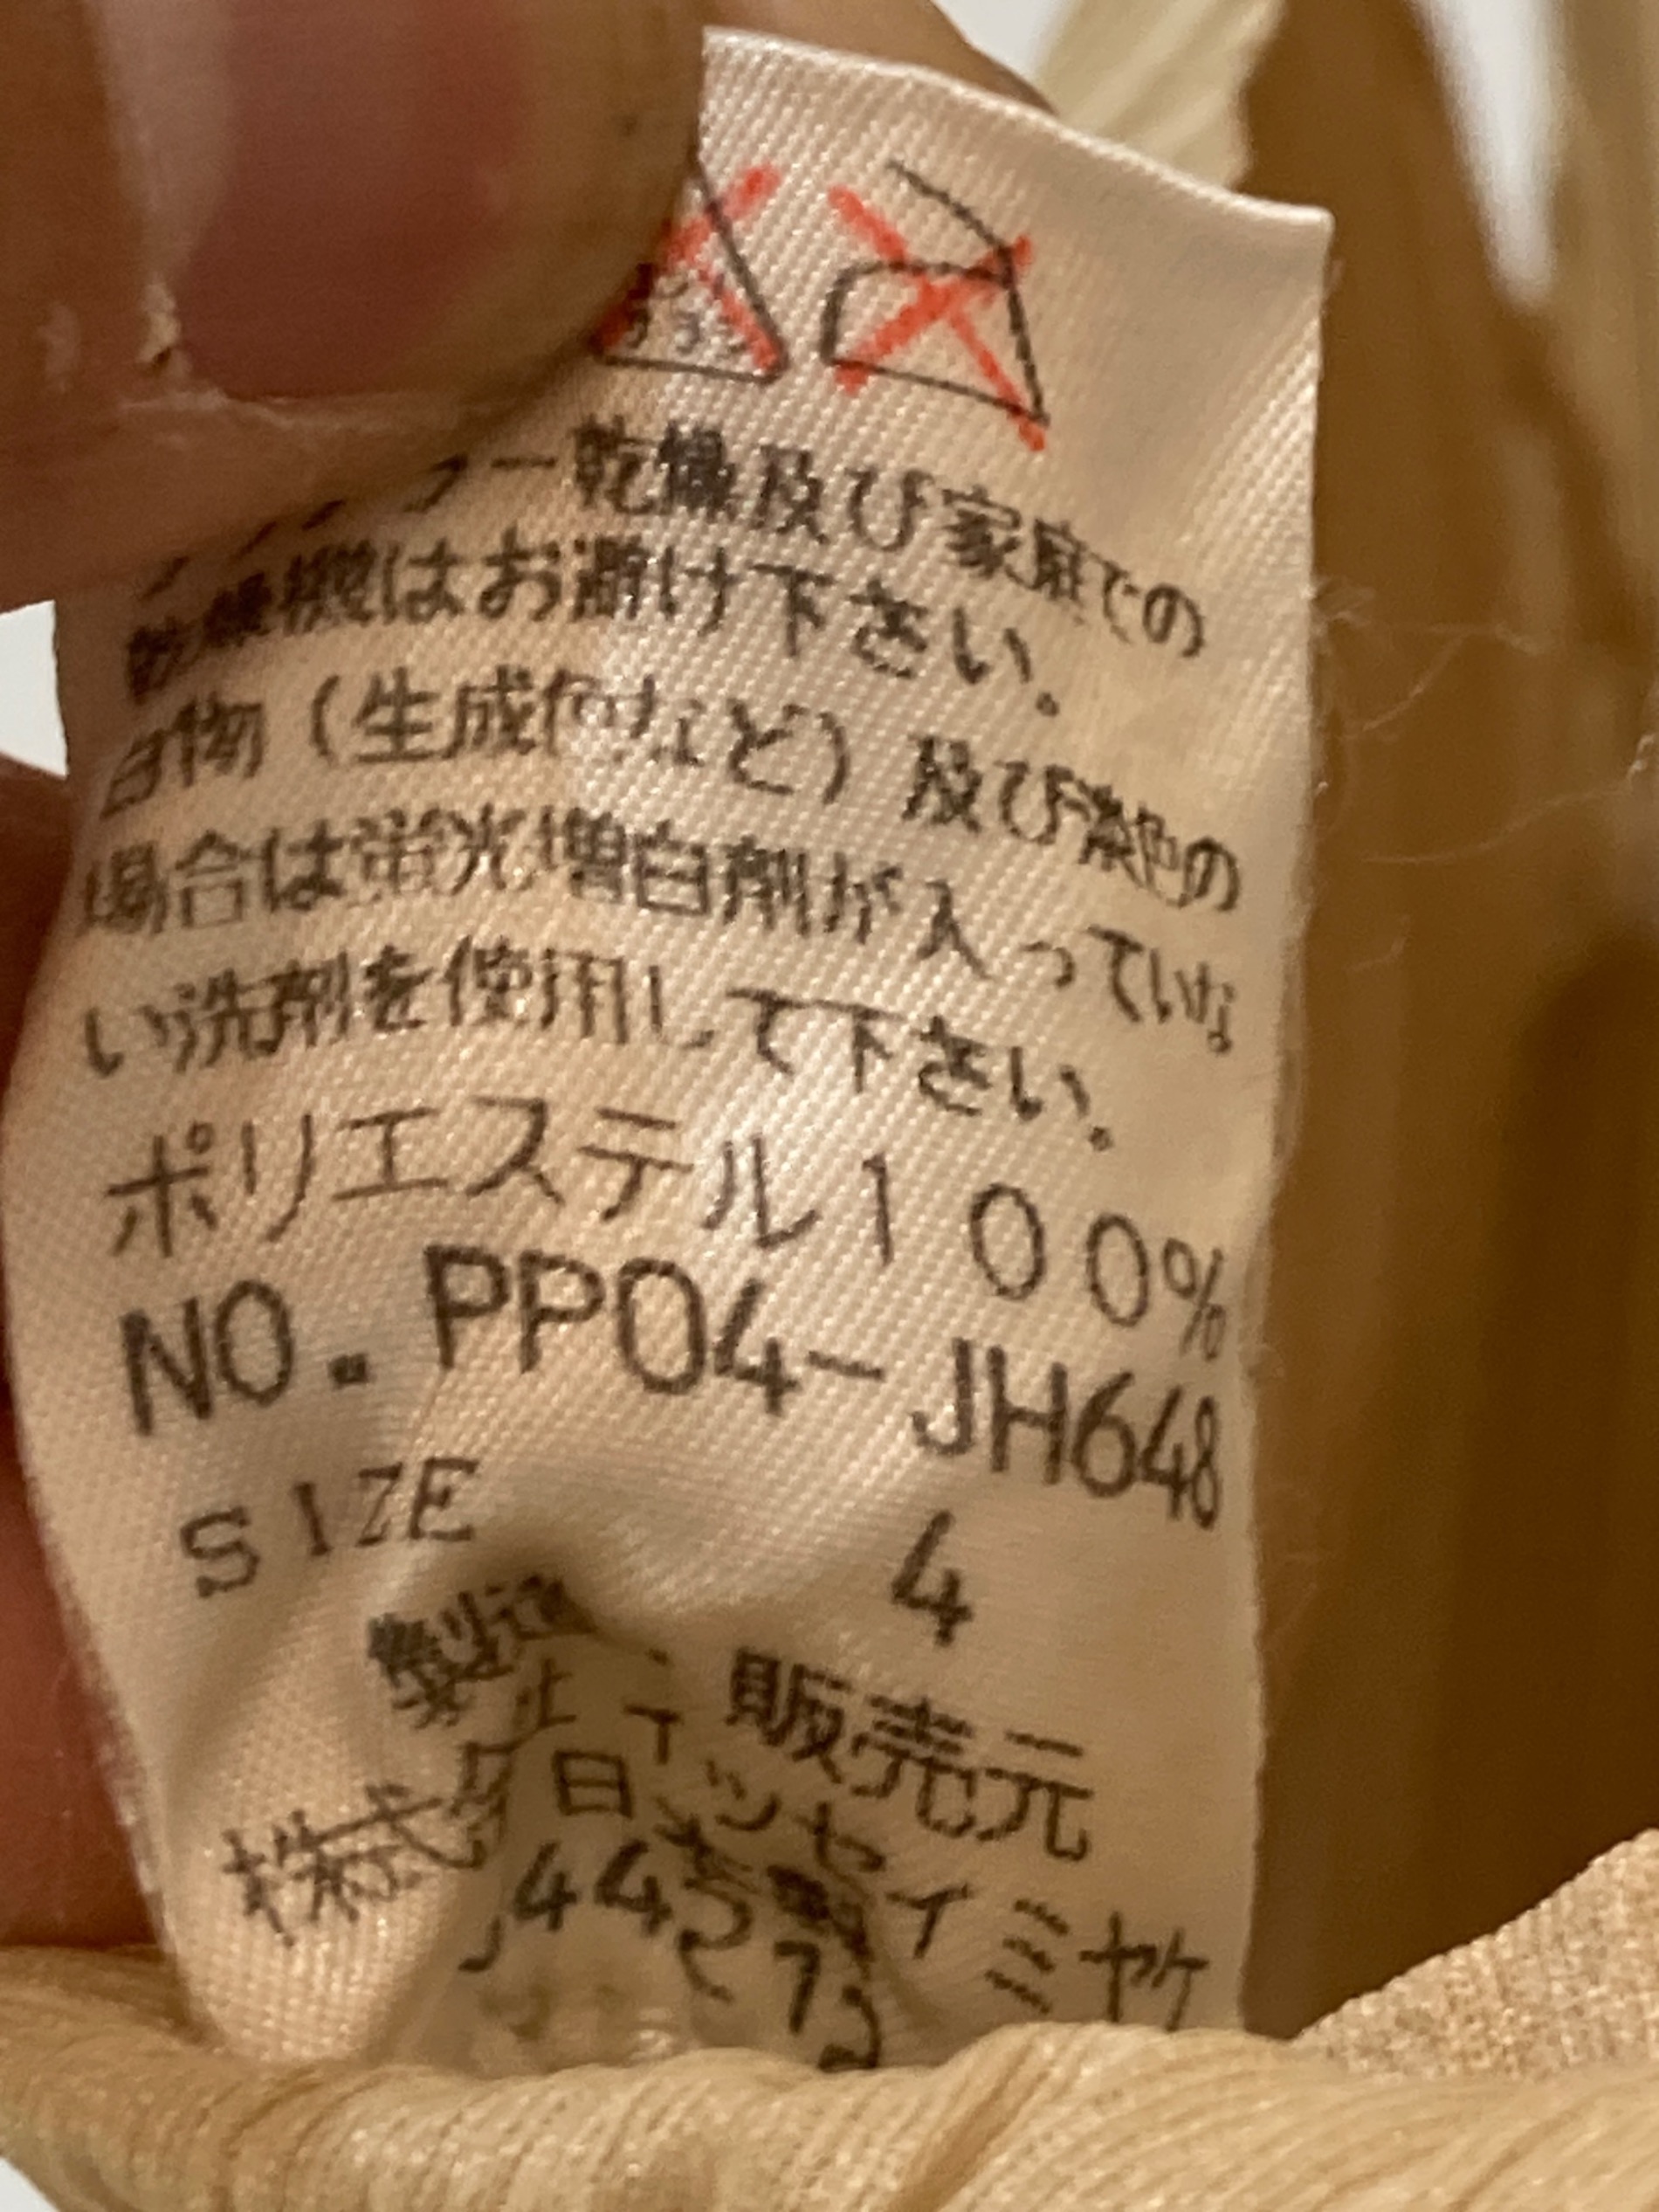 ー乾燥及び家庭での
乾燥機はお避け下さい。
白物（生成色など）及び淡色の
場合は蛍光増白剤が入っていな
い洗剤を使用して下さい。
ポリエステル100%
NO. PP04-JH648
SIZE 4
製造・販売元
株式会社イッセイミヤケ